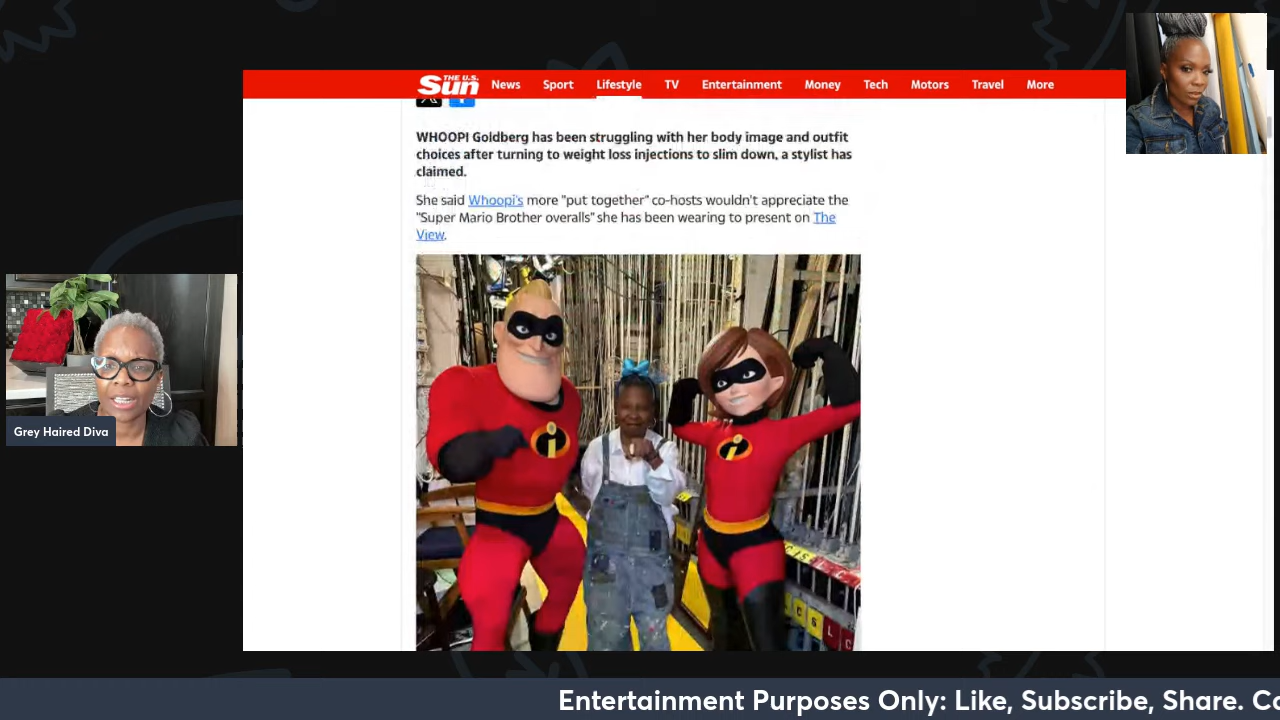 THE U.S.
Sun
News
Sport
Lifestyle
TV
Entertainment
Money
Tech
Motors
Travel
More
WHOOPI Goldberg has been struggling with her body image and outfit
choices after turning to weight loss injections to slim down, a stylist has
claimed.
She said Whoopi's more "put together" co-hosts wouldn't appreciate the
"Super Mario Brother overalls" she has been wearing to present on The
View.
Grey Haired Diva
Entertainment Purposes Only: Like, Subscribe, Share. Co